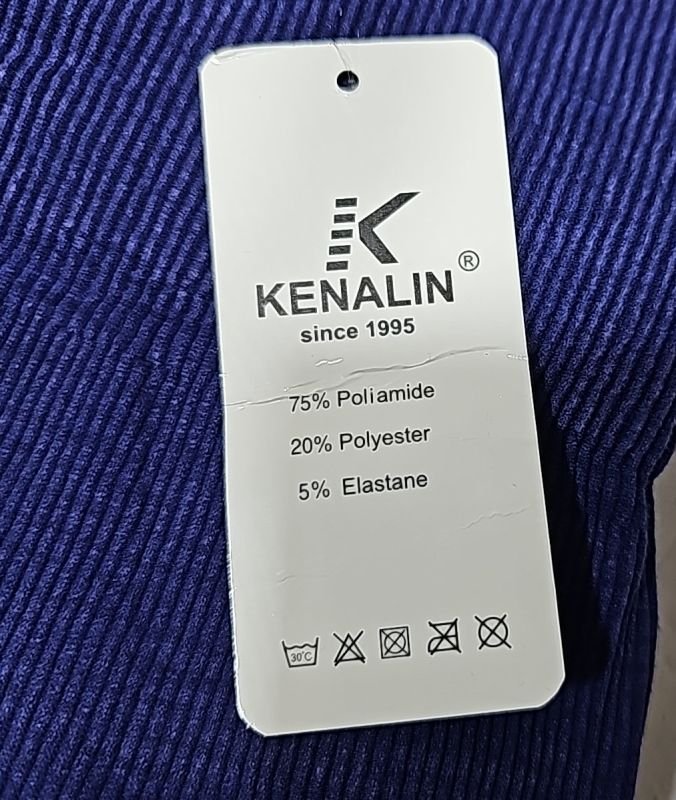 KENALIN®
since 1995
75% Poliamide
20% Polyester
5% Elastane
30°C